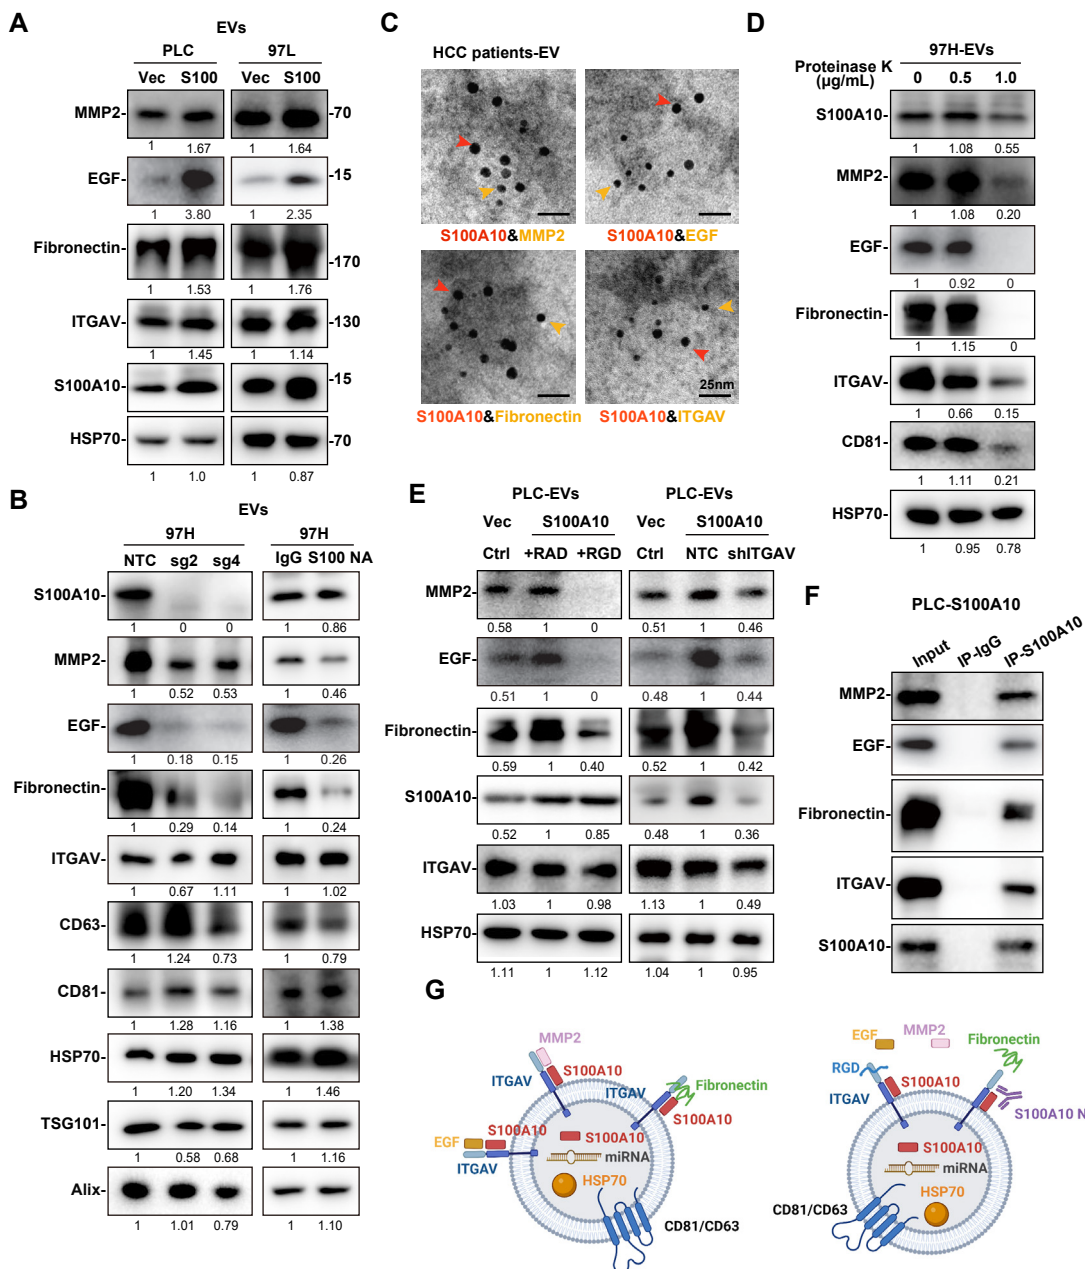 A
EVs
PLC 97L
Vec S100 Vec S100
MMP2- -70
1 1.67 1 1.64
EGF -15
1 3.80 1 2.35
Fibronectin-
-170
1 1.53 1 1.76
ITGAV- -130
1 1.45 1 1.14
S100A10- -15
1 1 1
HSP70- -70
1 1.0 1 0.87
B
EVs
97H 97H
NTC sg2 sg4 IgG S100 NA
S100A10-
1 0 0 1 0.86
MMP2-
1 0.52 0.53 1 0.46
EGF-
1 0.18 0.15 1 0.26
Fibronectin-
1 0.29 0.14 1 0.24
ITGAV-
1 0.67 1.11 1 1.02
CD63-
1 1.24 0.73 1 0.79
CD81-
1 1.28 1.16 1 1.38
HSP70-
1 1.20 1.34 1 1.46
TSG101-
1 0.58 0.68 1 1.16
Alix-
1 1.01 0.79 1 1.10
C
HCC patients-EV
S100A10&MMP2 S100A10&EGF
25nm
S100A10&Fibronectin S100A10&ITGAV
D
97H-EVs
Proteinase K
(μg/mL) 0 0.5 1.0
S100A10-
1 1.08 0.55
MMP2-
1 1.08 0.20
EGF-
1 0.92 0
Fibronectin-
1 1.15 0
ITGAV-
1 0.66 0.15
CD81-
1 1.11 0.21
HSP70-
1 0.95 0.78
E
PLC-EVs PLC-EVs
Vec S100A10 Vec S100A10
Ctrl +RAD +RGD Ctrl NTC shITGAV
MMP2-
0.58 1 0 0.51 1 0.46
EGF-
0.51 1 0 0.48 1 0.44
Fibronectin-
0.59 1 0.40 0.52 1 0.42
S100A10-
0.52 1 0.85 0.48 1 0.36
ITGAV-
1.03 1 0.98 1.13 1 0.49
HSP70-
1.11 1 1.12 1.04 1 0.95
F
PLC-S100A10
Input IP-IgG IP-S100A10
MMP2-
EGF-
Fibronectin-
ITGAV-
S100A10-
G
MMP2
S100A10
ITGAV
ITGAV
Fibronectin
S100A10
EGF
S100A10
ITGAV
S100A10
miRNA
HSP70
CD81/CD63
EGF
MMP2
Fibronectin
RGD
S100A10
ITGAV
S100A10 N
S100A10
miRNA
HSP70
CD81/CD63